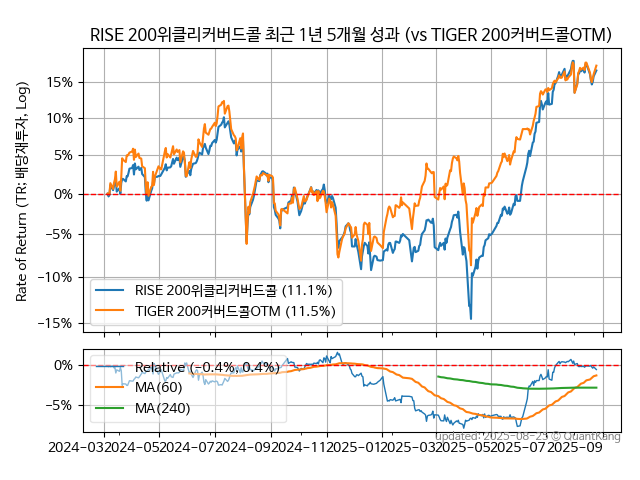 RISE 200위클리커버드콜 최근 1년 5개월 성과 (vs TIGER 200커버드콜OTM)
Rate of Return (TR: 배당재투자, Log)
15%
10%
5%
0%
−5%
−10%
−15%
RISE 200위클리커버드콜 (11.1%)
TIGER 200커버드콜OTM (11.5%)
0%
−5%
Relative (−0.4%, 0.4%)
MA(60)
MA(240)
updated: 2025-08-25 © QuantKang
2024-03 2024-05 2024-07 2024-09 2024-11 2025-01 2025-03 2025-05 2025-07 2025-09